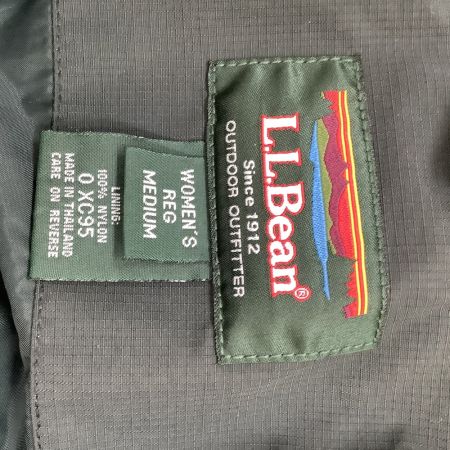 L.L.Bean®
Since 1912
OUTDOOR OUTFITTER
WOMEN'S
REG
MEDIUM
LINING:
100% NYLON
0 XC95
MADE IN THAILAND
CARE ON REVERSE